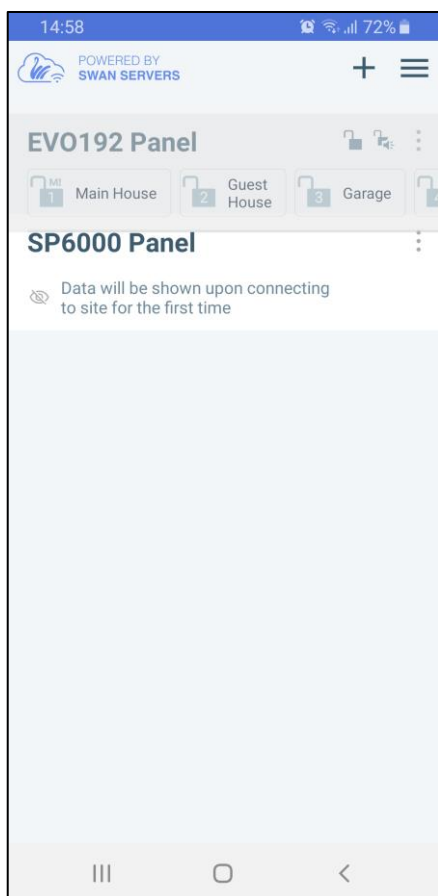 14:58 72%
POWERED BY
SWAN SERVERS
EVO192 Panel
M!
1 Main House 2 Guest House 3 Garage
SP6000 Panel
Data will be shown upon connecting
to site for the first time